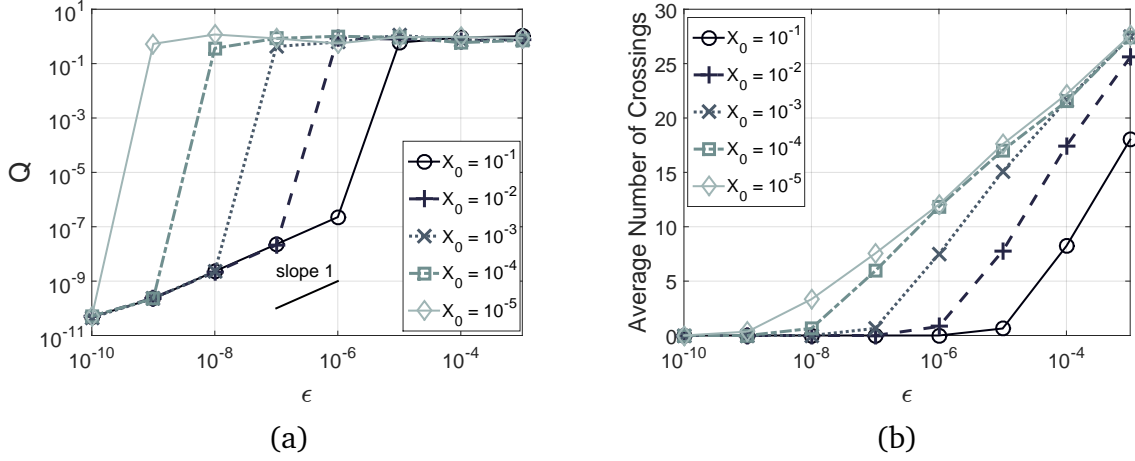 Q
10^1
10^-1
10^-3
10^-5
10^-7
10^-9
10^-11
10^-10
10^-8
10^-6
10^-4
ϵ
slope 1
X_0 = 10^-1
X_0 = 10^-2
X_0 = 10^-3
X_0 = 10^-4
X_0 = 10^-5
(a)
Average Number of Crossings
30
25
20
15
10
5
0
10^-10
10^-8
10^-6
10^-4
ϵ
X_0 = 10^-1
X_0 = 10^-2
X_0 = 10^-3
X_0 = 10^-4
X_0 = 10^-5
(b)